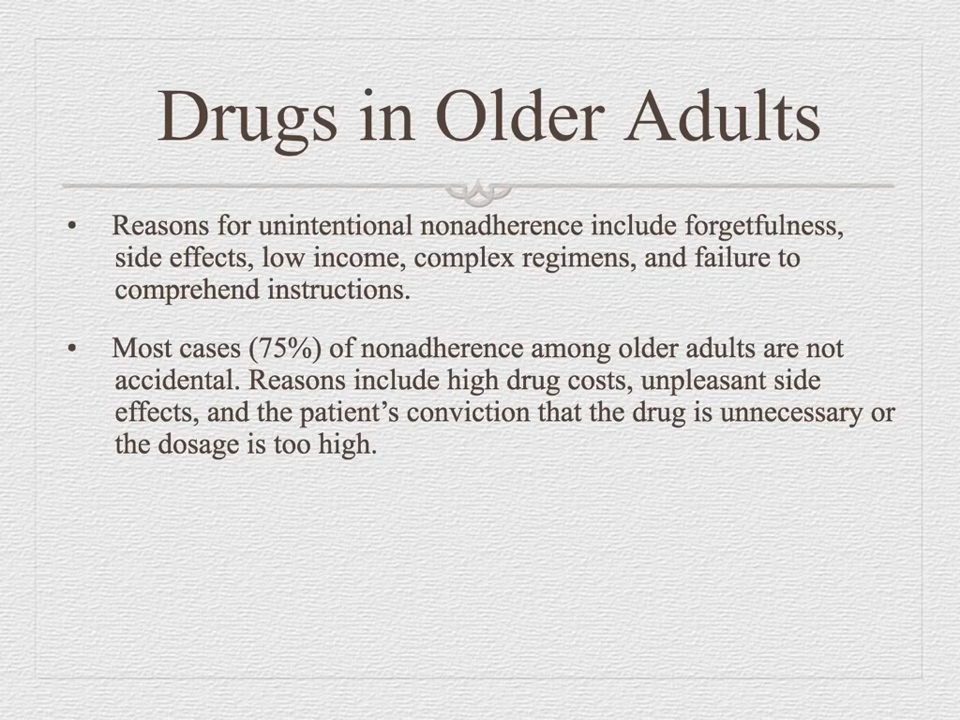 Drugs in Older Adults
• Reasons for unintentional nonadherence include forgetfulness,
side effects, low income, complex regimens, and failure to
comprehend instructions.
• Most cases (75%) of nonadherence among older adults are not
accidental. Reasons include high drug costs, unpleasant side
effects, and the patient’s conviction that the drug is unnecessary or
the dosage is too high.